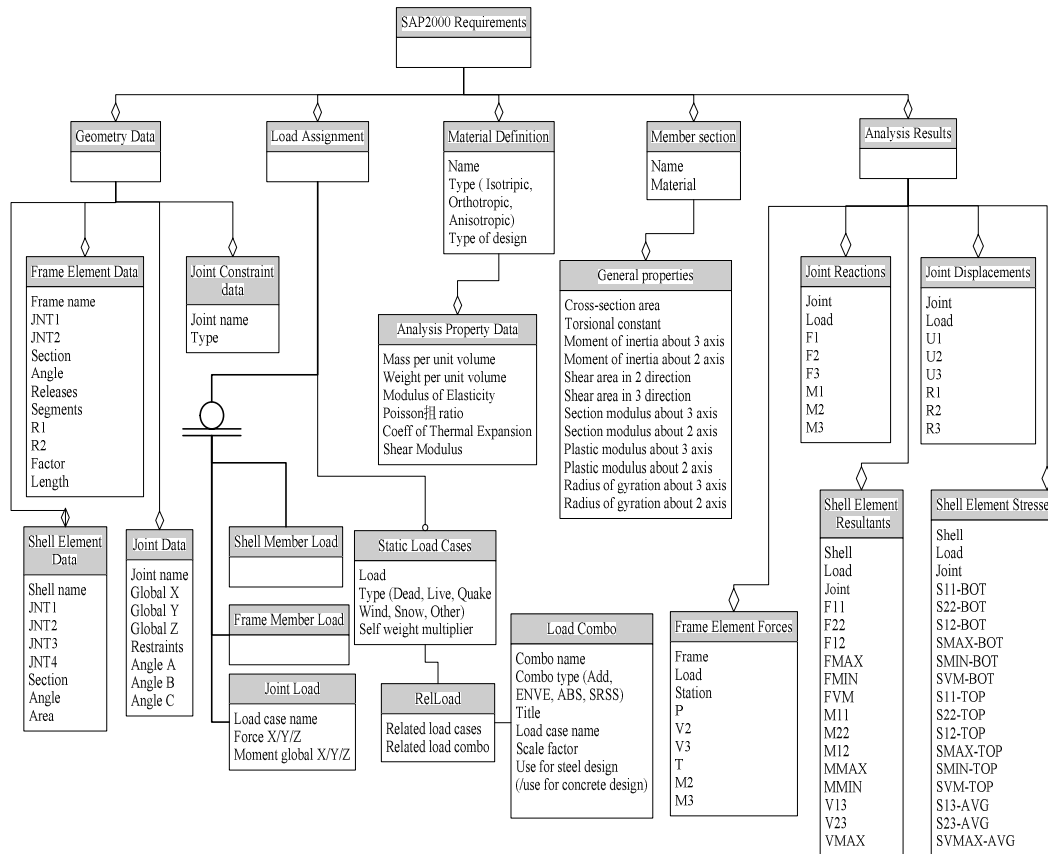 SAP2000 Requirements
Geometry Data
Load Assignment
Material Definition
Name
Type ( Isotripic,
Orthotropic,
Anisotropic)
Type of design
Member section
Name
Material
Analysis Results
Frame Element Data
Frame name
JNT1
JNT2
Section
Angle
Releases
Segments
R1
R2
Factor
Length
Joint Constraint
data
Joint name
Type
Analysis Property Data
Mass per unit volume
Weight per unit volume
Modulus of Elasticity
Poisson抯 ratio
Coeff of Thermal Expansion
Shear Modulus
General properties
Cross-section area
Torsional constant
Moment of inertia about 3 axis
Moment of inertia about 2 axis
Shear area in 2 direction
Shear area in 3 direction
Section modulus about 3 axis
Section modulus about 2 axis
Plastic modulus about 3 axis
Plastic modulus about 2 axis
Radius of gyration about 3 axis
Radius of gyration about 2 axis
Joint Reactions
Joint
Load
F1
F2
F3
M1
M2
M3
Joint Displacements
Joint
Load
U1
U2
U3
R1
R2
R3
Shell Element
Data
Shell name
JNT1
JNT2
JNT3
JNT4
Section
Angle
Area
Joint Data
Joint name
Global X
Global Y
Global Z
Restraints
Angle A
Angle B
Angle C
Shell Member Load
Frame Member Load
Joint Load
Load case name
Force X/Y/Z
Moment global X/Y/Z
Static Load Cases
Load
Type (Dead, Live, Quake
Wind, Snow, Other)
Self weight multiplier
RelLoad
Related load cases
Related load combo
Load Combo
Combo name
Combo type (Add,
ENVE, ABS, SRSS)
Title
Load case name
Scale factor
Use for steel design
(/use for concrete design)
Frame Element Forces
Frame
Load
Station
P
V2
V3
T
M2
M3
Shell Element
Resultants
Shell
Load
Joint
F11
F22
F12
FMAX
FMIN
FVM
M11
M22
M12
MMAX
MMIN
V13
V23
VMAX
Shell Element Stresse
Shell
Load
Joint
S11-BOT
S22-BOT
S12-BOT
SMAX-BOT
SMIN-BOT
SVM-BOT
S11-TOP
S22-TOP
S12-TOP
SMAX-TOP
SMIN-TOP
SVM-TOP
S13-AVG
S23-AVG
SVMAX-AVG